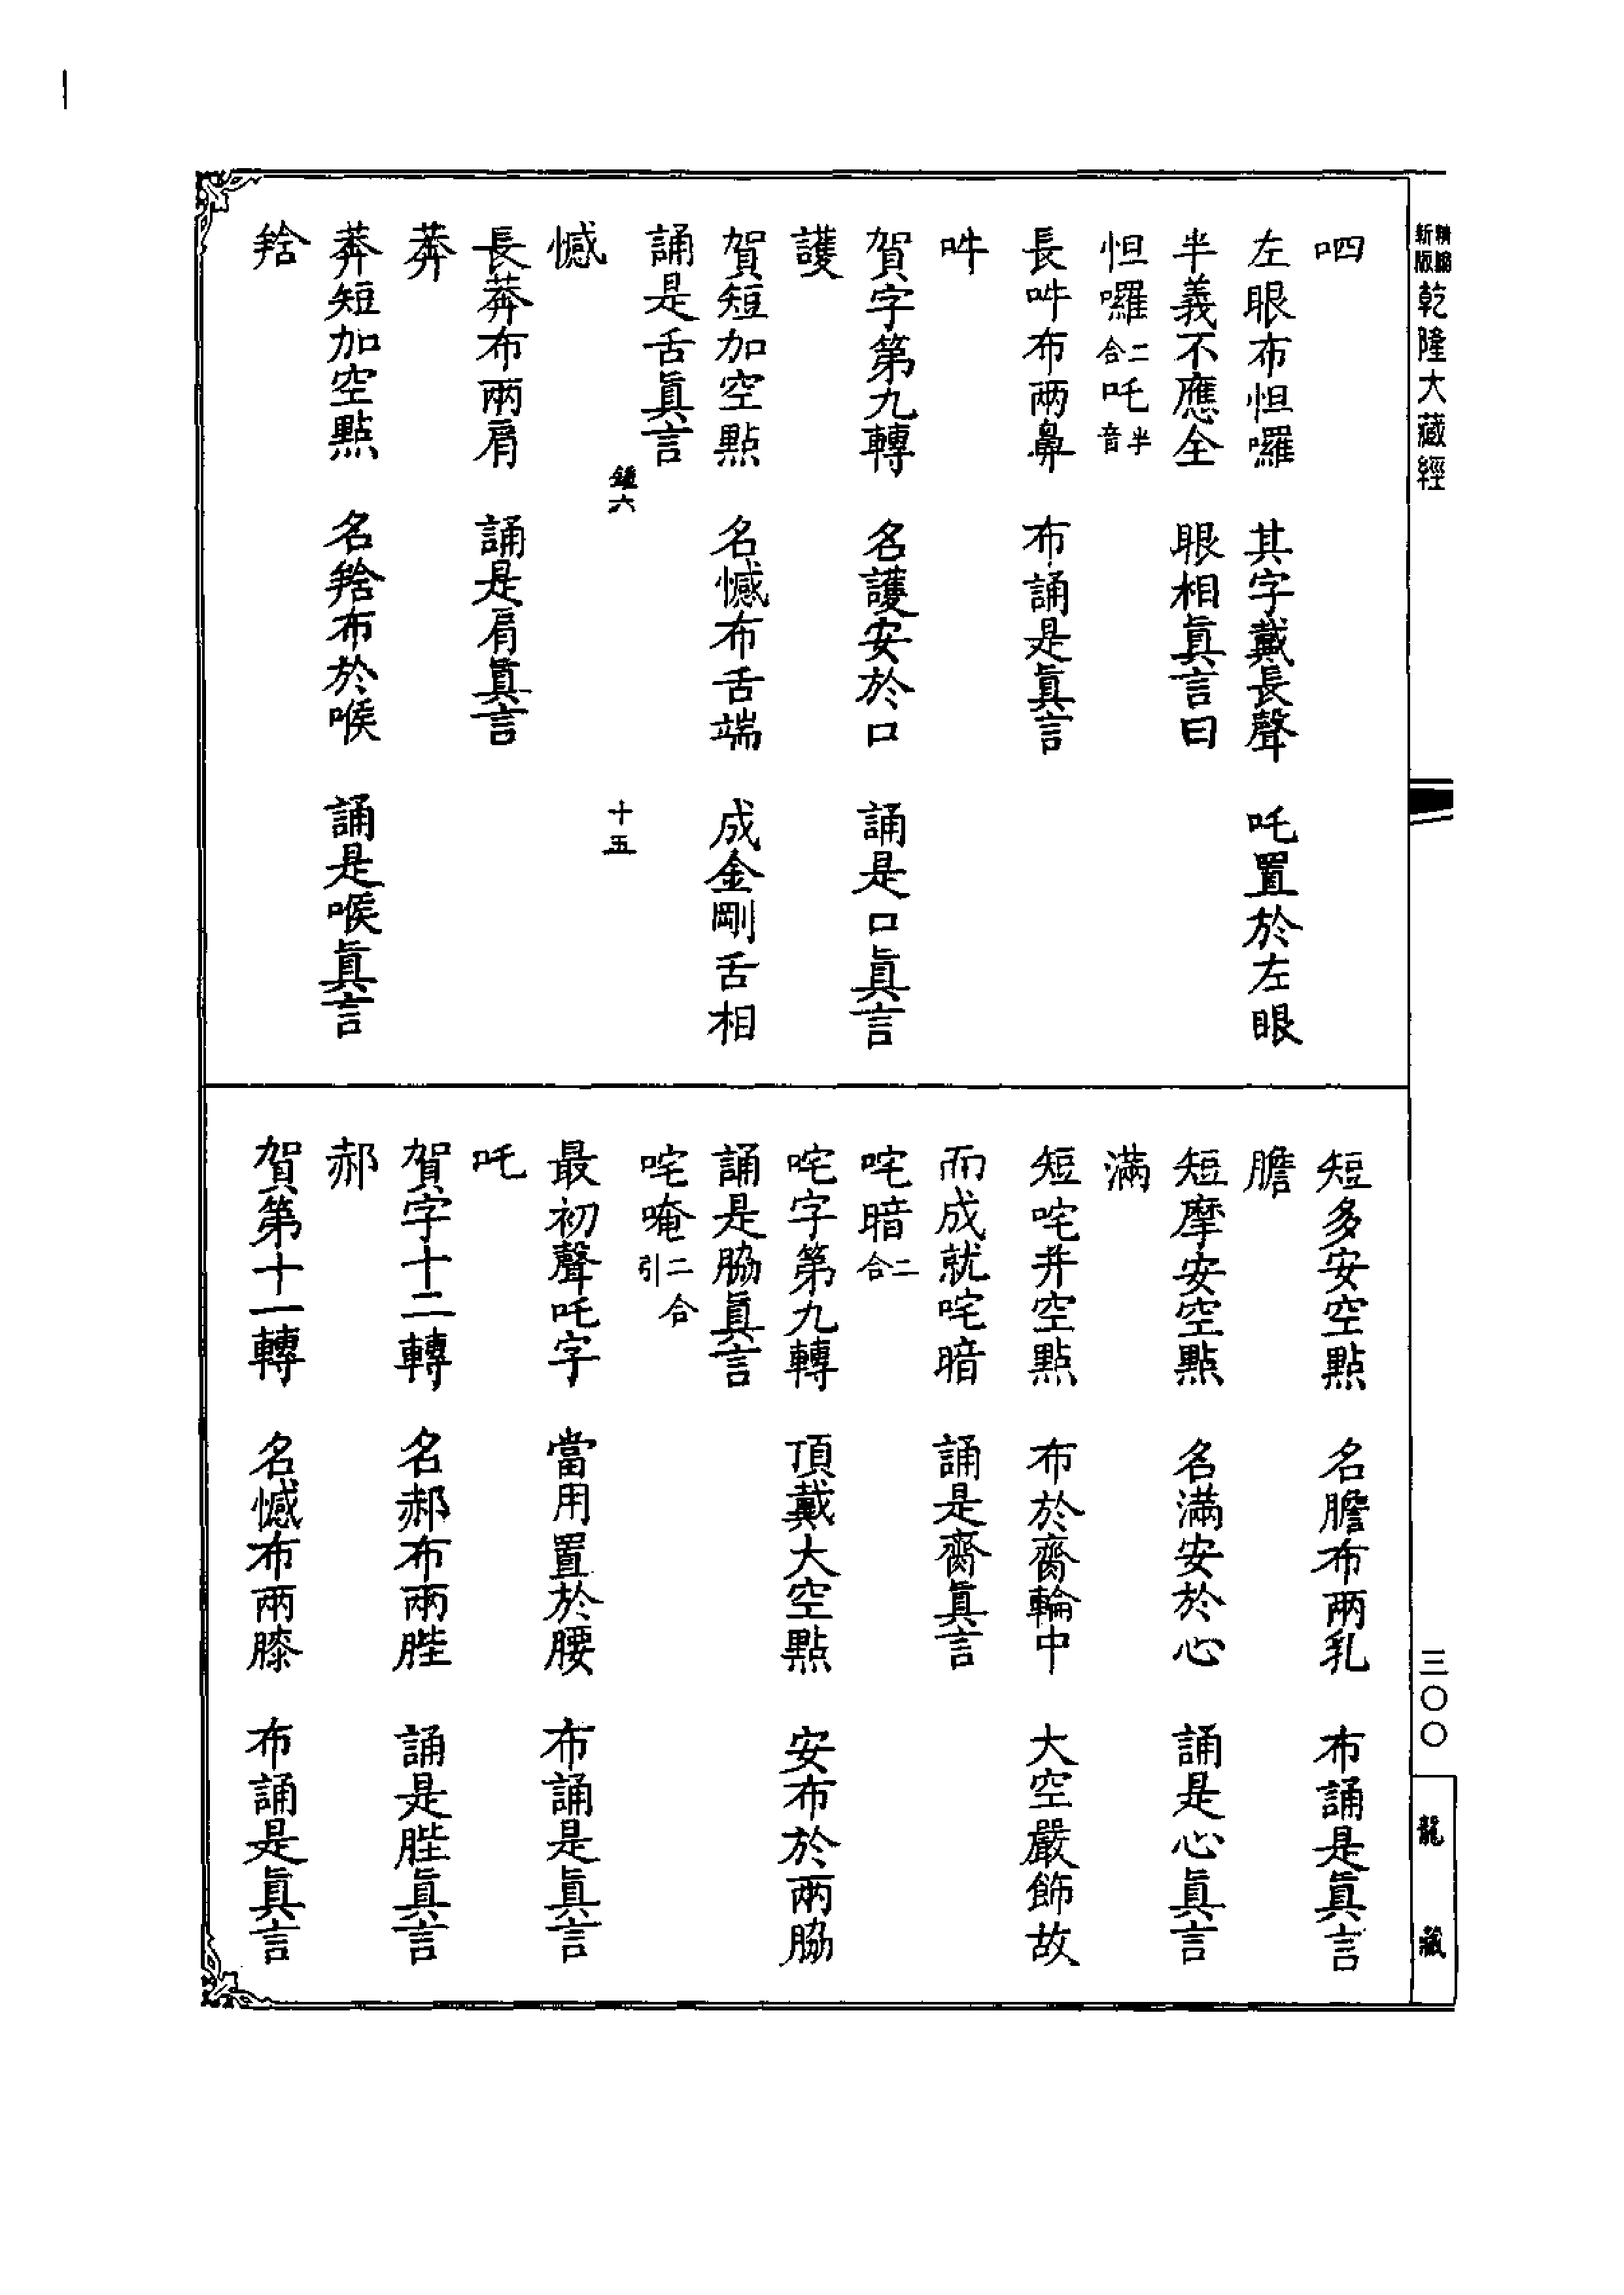 精編新版 乾隆大藏經
三〇〇
龍藏
呬
左眼布怛囉 其字戴長聲 吒置於左眼
半義不應全 眼相眞言曰
怛囉二合吒半音
長吽布兩鼻 布誦是眞言
吽
賀字第九轉 名護安於口 誦是口眞言
護
賀短加空點 名憾布舌端 成金剛舌相
誦是舌眞言
鍾六 十五
憾
長莽布兩肩 誦是肩眞言
莽
莽短加空點 名𤚥布於喉 誦是喉眞言
𤚥
短多安空點 名膽布兩乳 布誦是眞言
膽
短摩安空點 名滿安於心 誦是心眞言
滿
短咤并空點 布於齎輪中 大空嚴飾故
而成就咤暗 誦是齎眞言
咤暗二合
咤字第九轉 頂戴大空點 安布於兩脇
誦是脇眞言
咤唵二合引
最初聲吒字 當用置於腰 布誦是眞言
吒
賀字十二轉 名郝布兩䏶 誦是䏶眞言
郝
賀第十一轉 名憾布兩膝 布誦是眞言